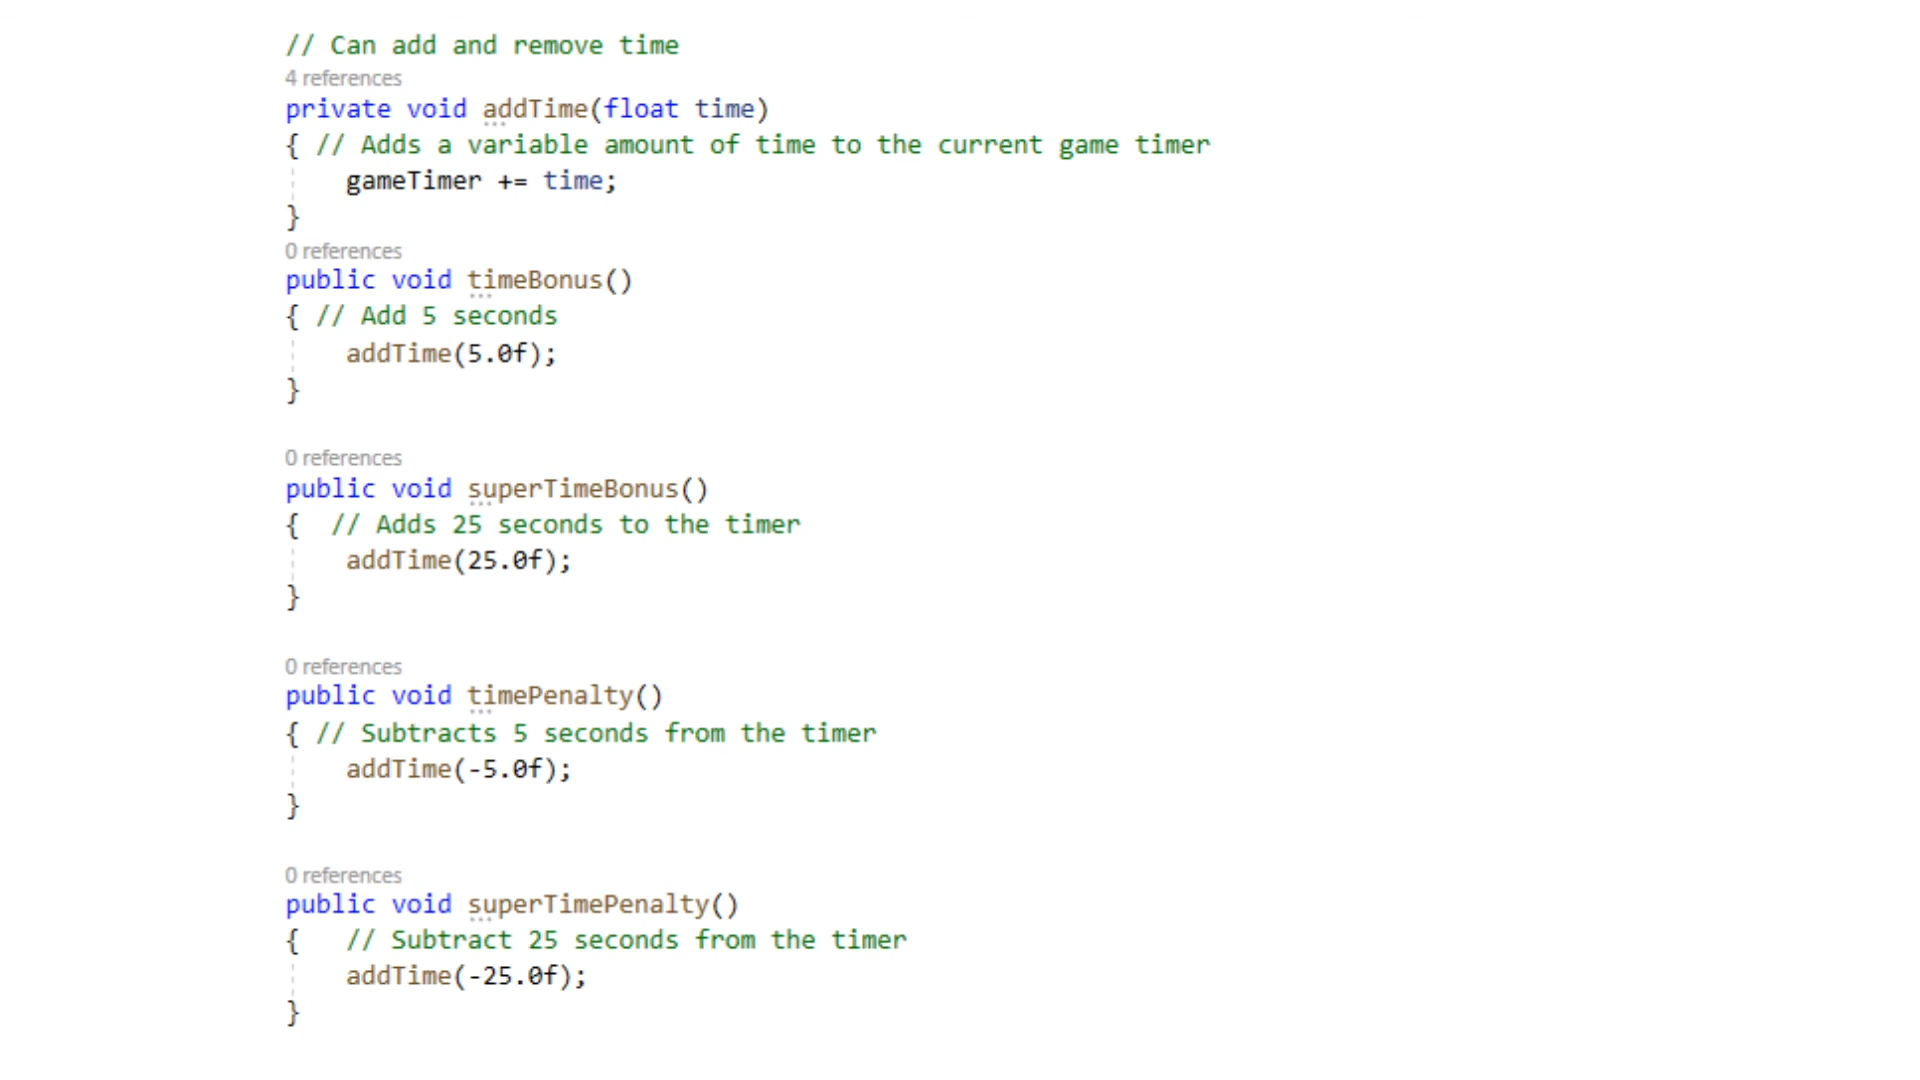 // Can add and remove time
4 references
private void addTime(float time)
{ // Adds a variable amount of time to the current game timer
gameTimer += time;
}
0 references
public void timeBonus()
{ // Add 5 seconds
addTime(5.0f);
}
0 references
public void superTimeBonus()
{ // Adds 25 seconds to the timer
addTime(25.0f);
}
0 references
public void timePenalty()
{ // Subtracts 5 seconds from the timer
addTime(-5.0f);
}
0 references
public void superTimePenalty()
{ // Subtract 25 seconds from the timer
addTime(-25.0f);
}